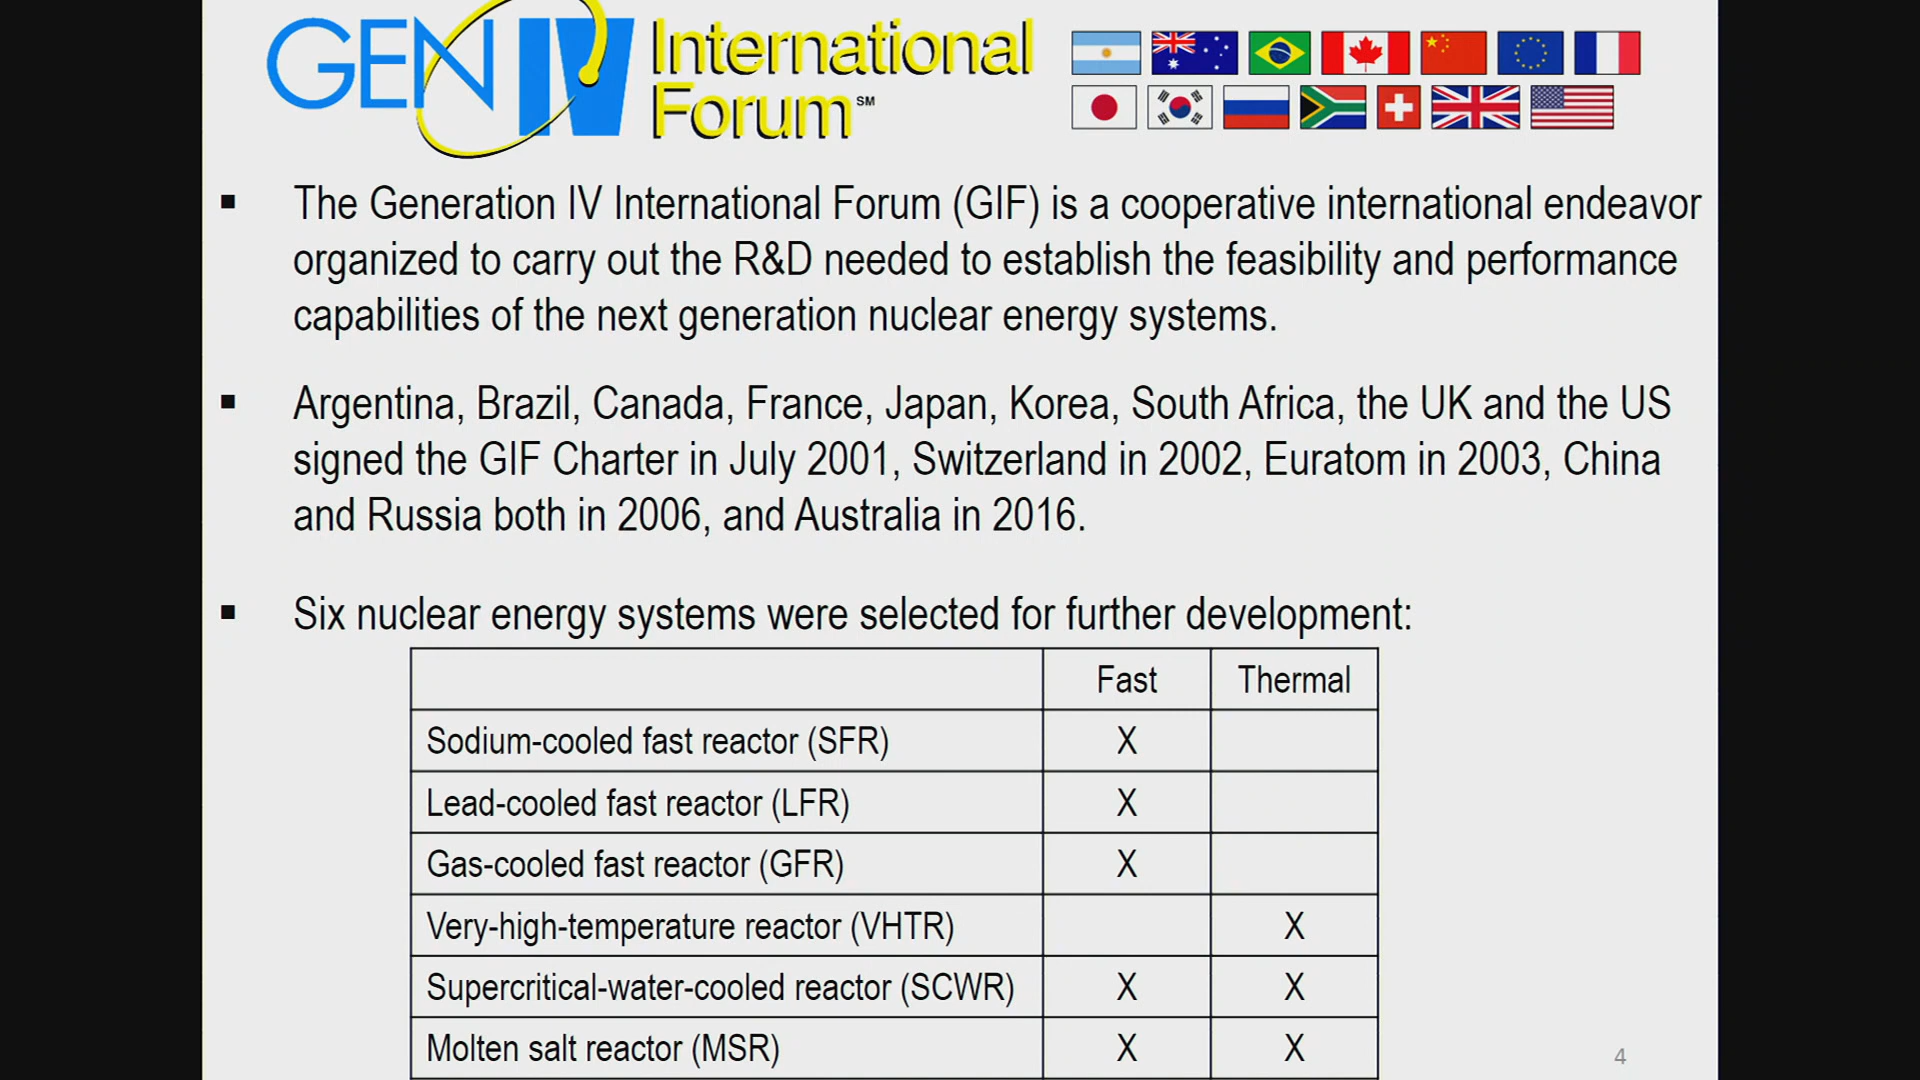 GEN IV International
Forum SM
▪ The Generation IV International Forum (GIF) is a cooperative international endeavor
organized to carry out the R&D needed to establish the feasibility and performance
capabilities of the next generation nuclear energy systems.
▪ Argentina, Brazil, Canada, France, Japan, Korea, South Africa, the UK and the US
signed the GIF Charter in July 2001, Switzerland in 2002, Euratom in 2003, China
and Russia both in 2006, and Australia in 2016.
▪ Six nuclear energy systems were selected for further development:
Fast Thermal
Sodium-cooled fast reactor (SFR) X
Lead-cooled fast reactor (LFR) X
Gas-cooled fast reactor (GFR) X
Very-high-temperature reactor (VHTR) X
Supercritical-water-cooled reactor (SCWR) X X
Molten salt reactor (MSR) X X
4